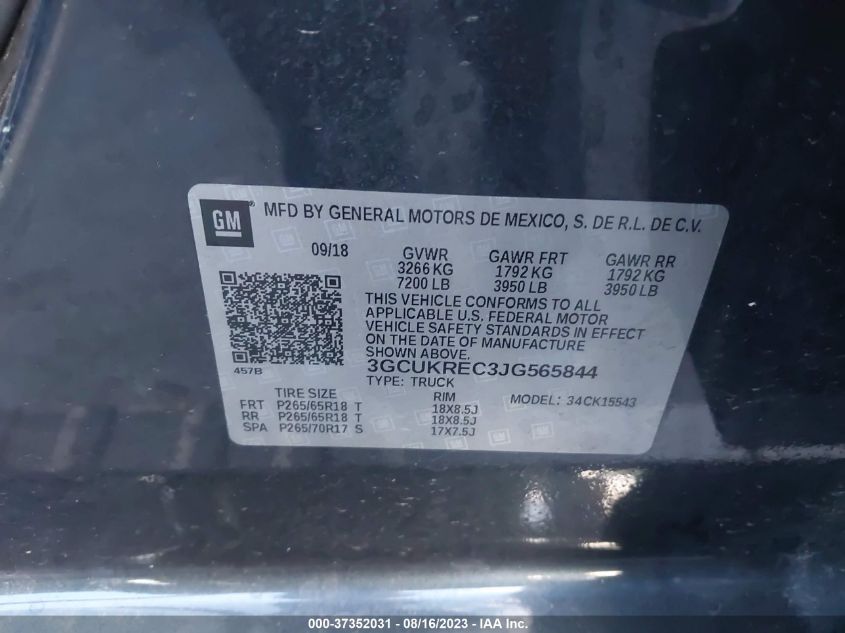 GM ® MFD BY GENERAL MOTORS DE MEXICO, S. DE R.L. DE C.V.
09/18 GVWR GAWR FRT GAWR RR
3266 KG 1792 KG 1792 KG
7200 LB 3950 LB 3950 LB
THIS VEHICLE CONFORMS TO ALL
APPLICABLE U.S. FEDERAL MOTOR
VEHICLE SAFETY STANDARDS IN EFFECT
ON THE DATE OF MANUFACTURE
SHOWN ABOVE.
457B 3GCUKREC3JG565844
TYPE: TRUCK
TIRE SIZE RIM MODEL: 34CK15543
FRT P265/65R18 T 18X8.5J
RR P265/65R18 T 18X8.5J
SPA P265/70R17 S 17X7.5J
000-37352031 - 08/16/2023 - IAA Inc.